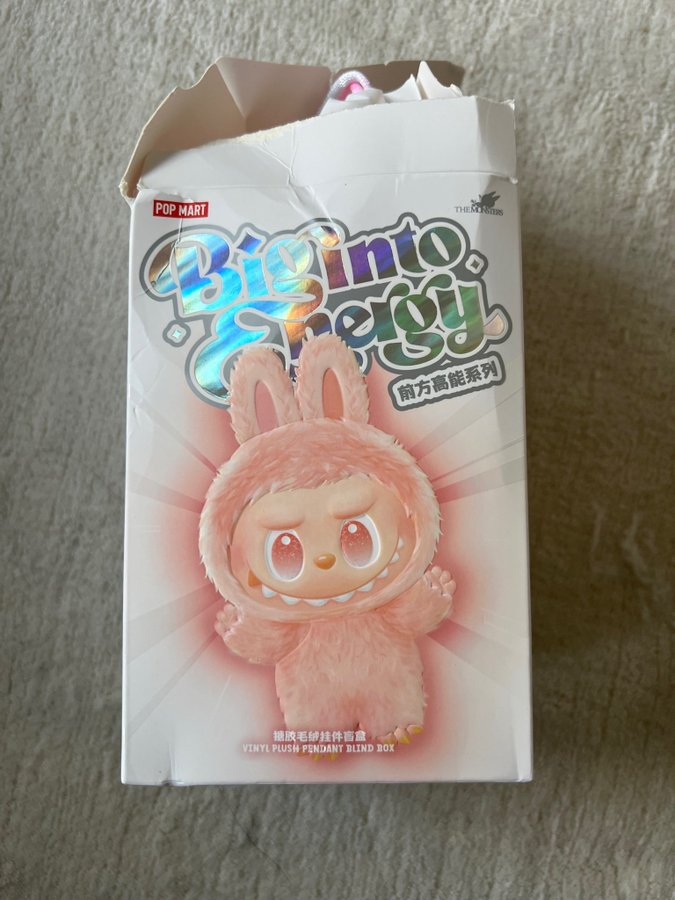 POP MART
THE MONSTERS
Big into
Energy
前方高能系列
搪胶毛绒挂件盲盒
VINYL PLUSH PENDANT BLIND BOX